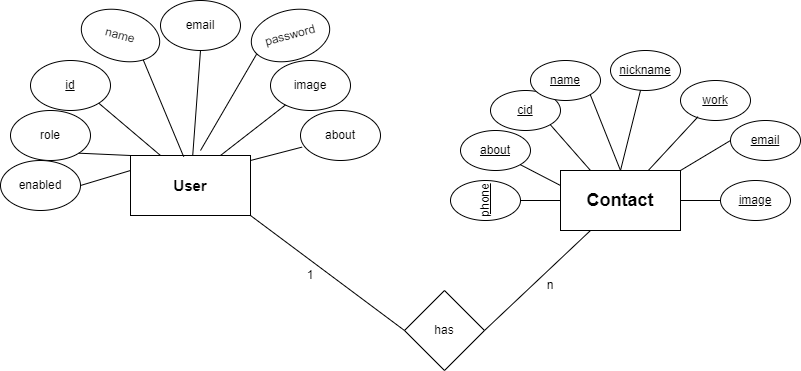 email
name
password
id
image
role
about
enabled
User
nickname
name
work
cid
email
about
phone
Contact
image
1
n
has